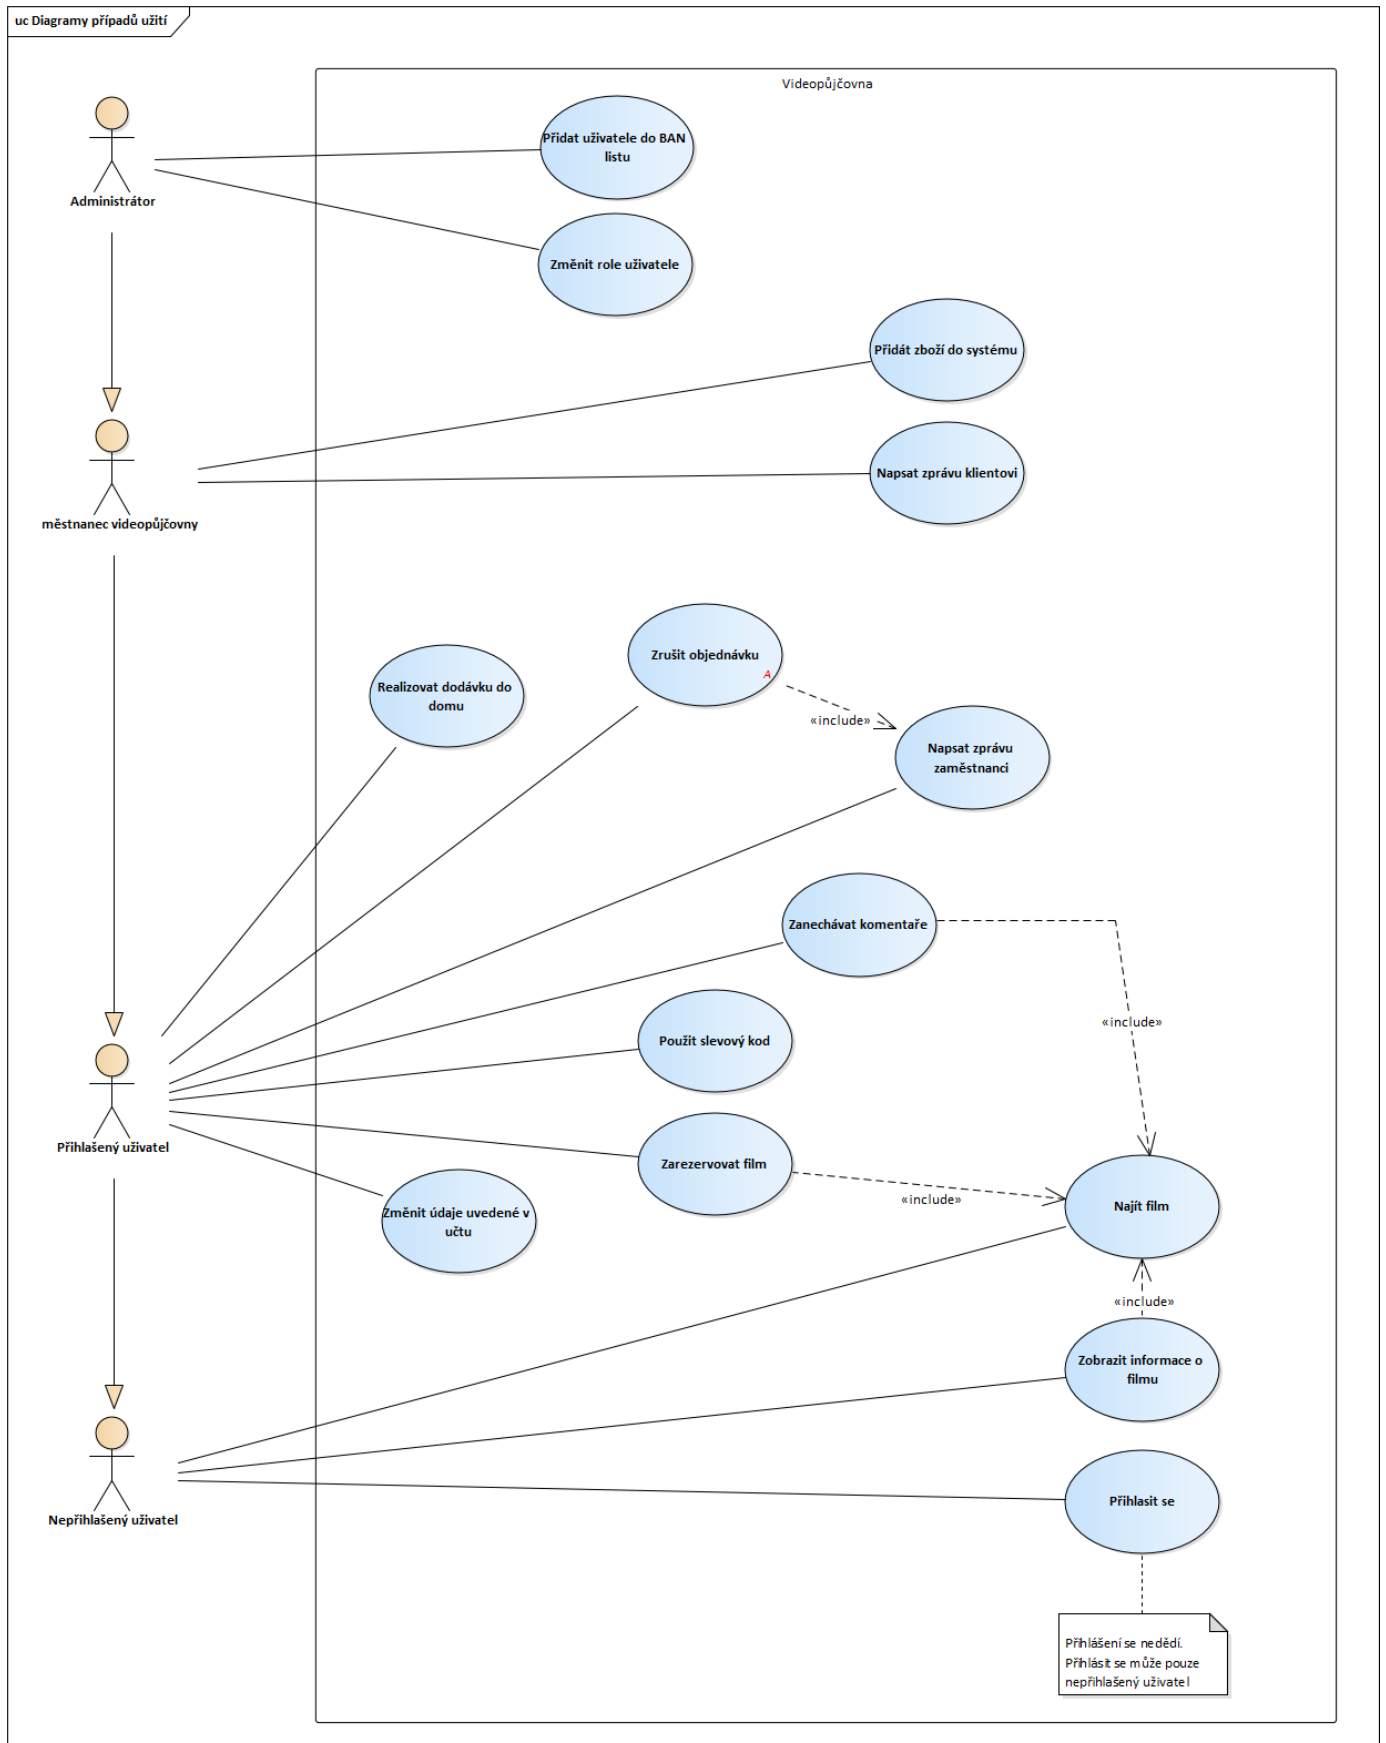 uc Diagramy případů užití
Videopůjčovna
Přidat uživatele do BAN
listu
Administrátor
Změnit role uživatele
Přidát zboží do systému
Napsat zprávu klientovi
městnanec videopůjčovny
Zrušit objednávku
A
Realizovat dodávku do
domu
«include»
Napsat zprávu
zaměstnanci
Zanechávat komentaře
«include»
Použit slevový kod
Přihlašený uživatel
Zarezervovat film
«include»
Najít film
Změnit údaje uvedené v
učtu
«include»
Zobrazit informace o
filmu
Přihlasit se
Nepřihlašený uživatel
Přihlášení se nedědí.
Přihlásit se může pouze
nepřihlašený uživatel